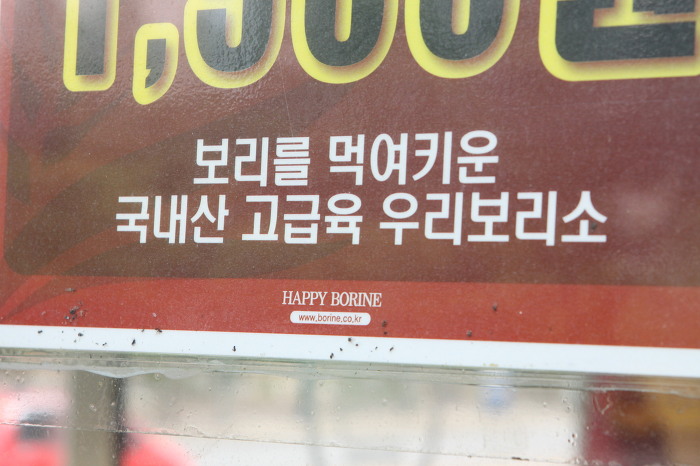 보리를 먹여키운
국내산 고급육 우리보리소
HAPPY BORINE
www.borine.co.kr